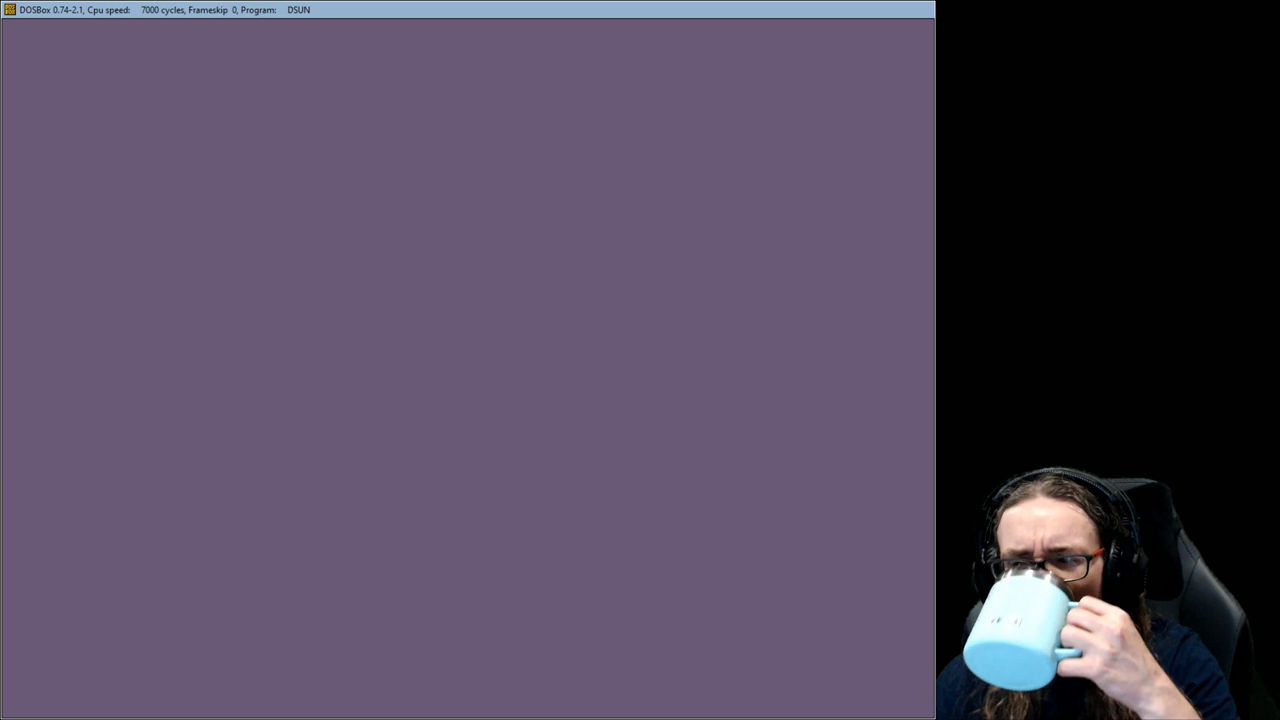 DOSBox 0.74-2.1, Cpu speed: 7000 cycles, Frameskip 0, Program: DSUN